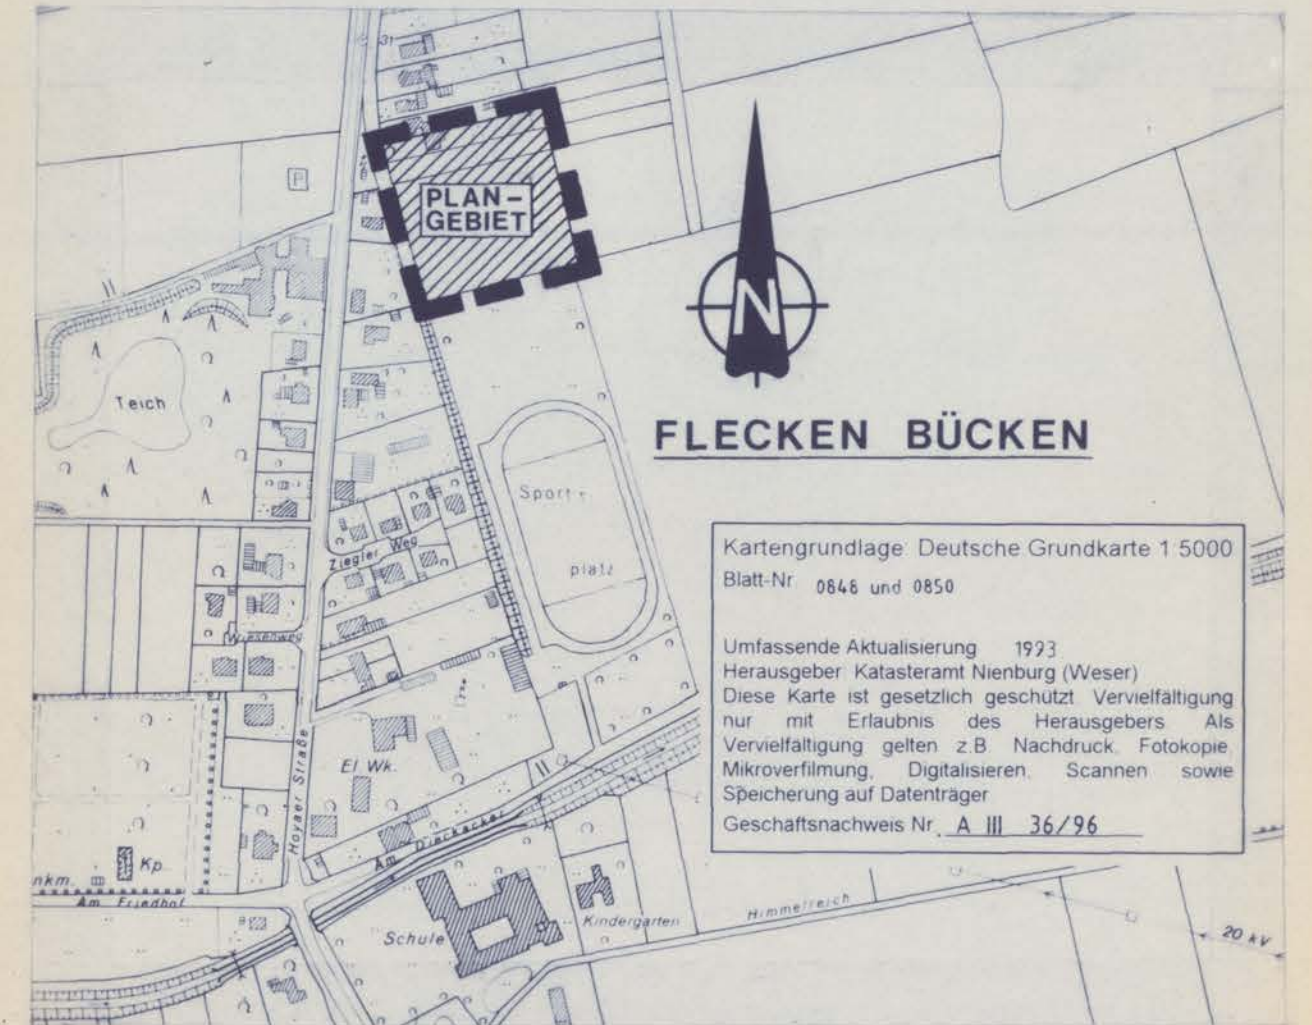 31
P
PLAN-
GEBIET
N
Teich
FLECKEN BÜCKEN
Sport-
platz
Ziegler Weg
Wiesenweg
Kartengrundlage: Deutsche Grundkarte 1:5000
Blatt-Nr. 0848 und 0850
Umfassende Aktualisierung 1993
Herausgeber: Katasteramt Nienburg (Weser)
Diese Karte ist gesetzlich geschützt. Vervielfältigung
nur mit Erlaubnis des Herausgebers. Als
Vervielfältigung gelten z.B. Nachdruck, Fotokopie,
Mikroverfilmung, Digitalisieren, Scannen sowie
Speicherung auf Datenträger
Geschäftsnachweis Nr. A III 36/96
Hoyaer Straße
El. Wk.
Am Dieckacker
Kp.
nkm.
Am Friedhof
Schule
Kindergarten
Himmelreich
20 kV